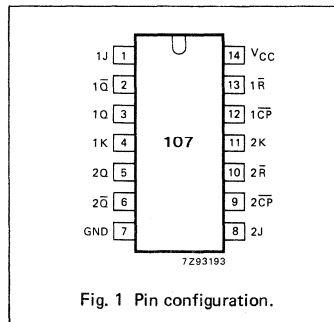 1J 1 14 VCC
1Q̅ 2 13 1R̅
1Q 3 12 1C̅P̅
1K 4 107 11 2K
2Q 5 10 2R̅
2Q̅ 6 9 2C̅P̅
GND 7 8 2J
7Z93193
Fig. 1 Pin configuration.